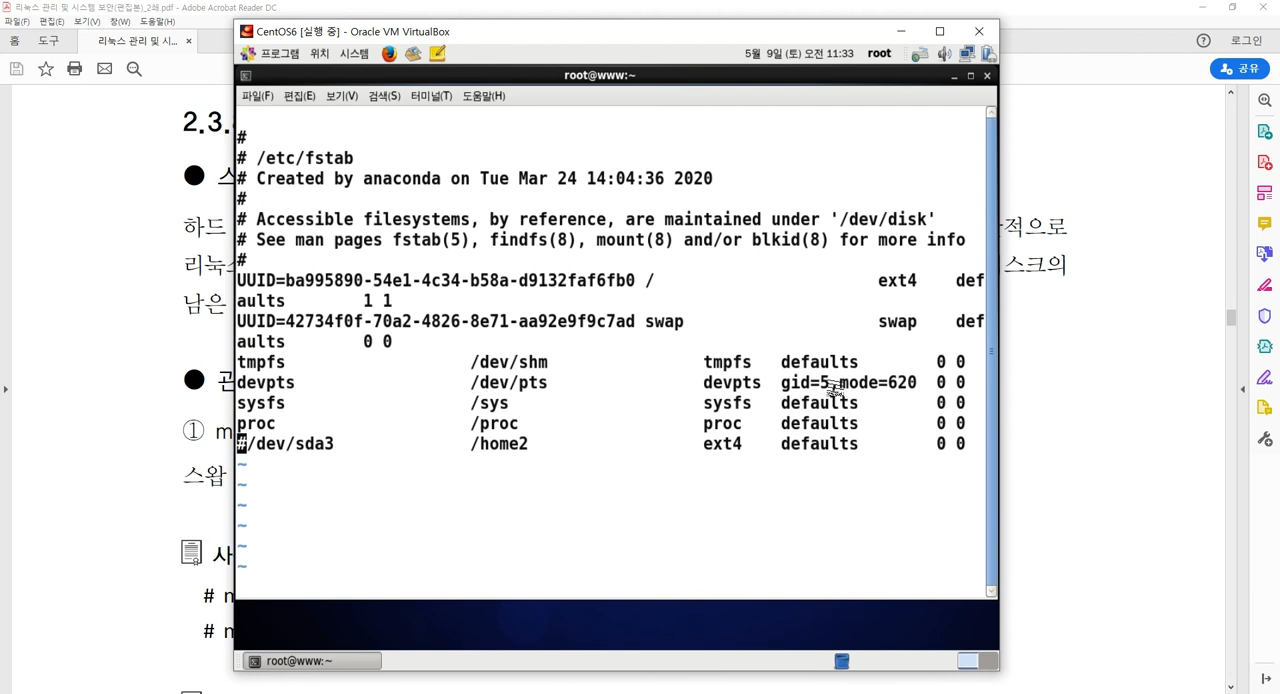 리눅스 관리 및 시스템 보안(편집본)_2쇄.pdf - Adobe Acrobat Reader DC
파일(F) 편집(E) 보기(V) 창(W) 도움말(H)
홈 도구 리눅스 관리 및 시... × 로그인
공유
CentOS6 [실행 중] - Oracle VM VirtualBox
프로그램 위치 시스템 5월 9일 (토) 오전 11:33 root
root@www:~
파일(F) 편집(E) 보기(V) 검색(S) 터미널(T) 도움말(H)
#
# /etc/fstab
# Created by anaconda on Tue Mar 24 14:04:36 2020
#
# Accessible filesystems, by reference, are maintained under '/dev/disk'
# See man pages fstab(5), findfs(8), mount(8) and/or blkid(8) for more info
#
UUID=ba995890-54e1-4c34-b58a-d9132faf6fb0 / ext4 def
aults 1 1
UUID=42734f0f-70a2-4826-8e71-aa92e9f9c7ad swap swap def
aults 0 0
tmpfs /dev/shm tmpfs defaults 0 0
devpts /dev/pts devpts gid=5,mode=620 0 0
sysfs /sys sysfs defaults 0 0
proc /proc proc defaults 0 0
#/dev/sda3 /home2 ext4 defaults 0 0
~
~
~
~
~
~
root@www:~
2.3.
● 스
하드 적으로
리눅스 스크의
남은
● 관
① m
스왑
사
# m
# m